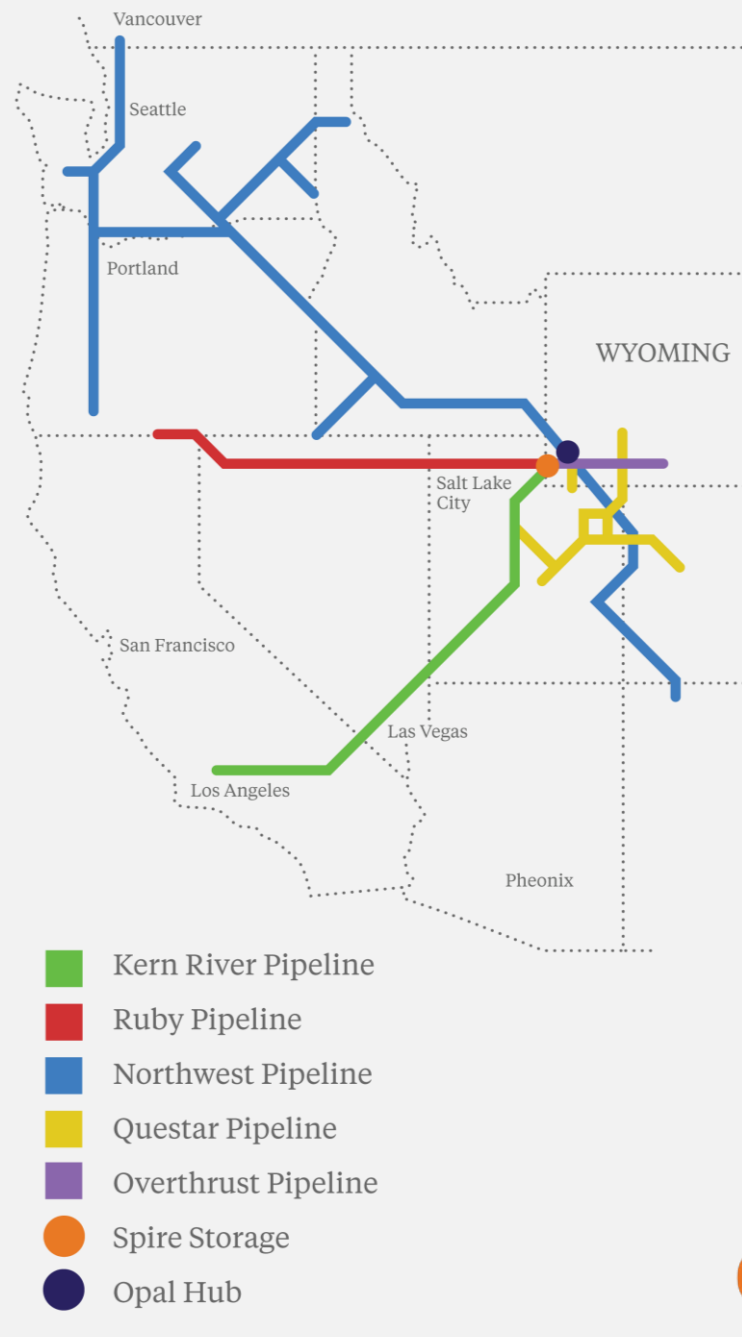 Vancouver
Seattle
Portland
WYOMING
Salt Lake
City
San Francisco
Las Vegas
Los Angeles
Pheonix
Kern River Pipeline
Ruby Pipeline
Northwest Pipeline
Questar Pipeline
Overthrust Pipeline
Spire Storage
Opal Hub